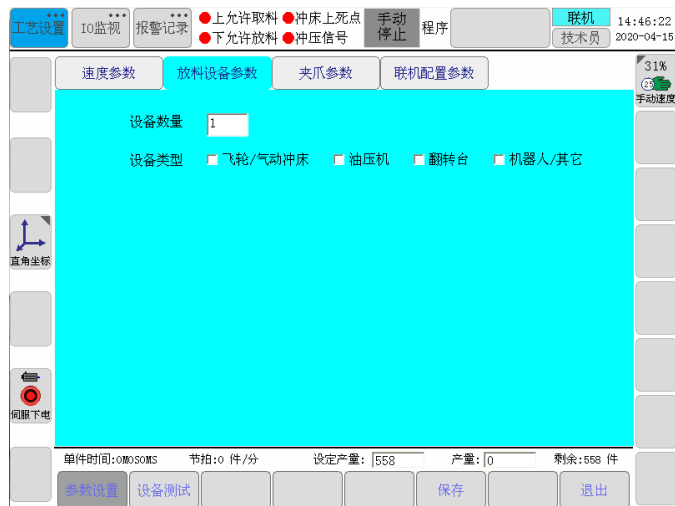 工艺设置 IO监视 报警记录 ●上允许取料 ●冲床上死点 手动 程序 联机 14:46:22
●下允许放料 ●冲压信号 停止 技术员 2020-04-15
速度参数 放料设备参数 夹爪参数 联机配置参数 31%
25
手动速度
设备数量 1
设备类型 飞轮/气动冲床 油压机 翻转台 机器人/其它
直角坐标
伺服下电
单件时间:0M0S0MS 节拍:0 件/分 设定产量: 558 产量: 0 剩余:558 件
参数设置 设备测试 保存 退出